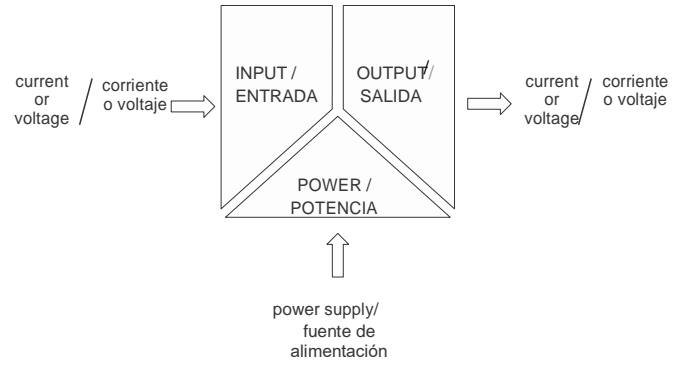 current
or
voltage
/
corriente
o voltaje
INPUT /
ENTRADA
OUTPUT/
SALIDA
current
or
voltage
/
corriente
o voltaje
POWER /
POTENCIA
power supply/
fuente de
alimentación